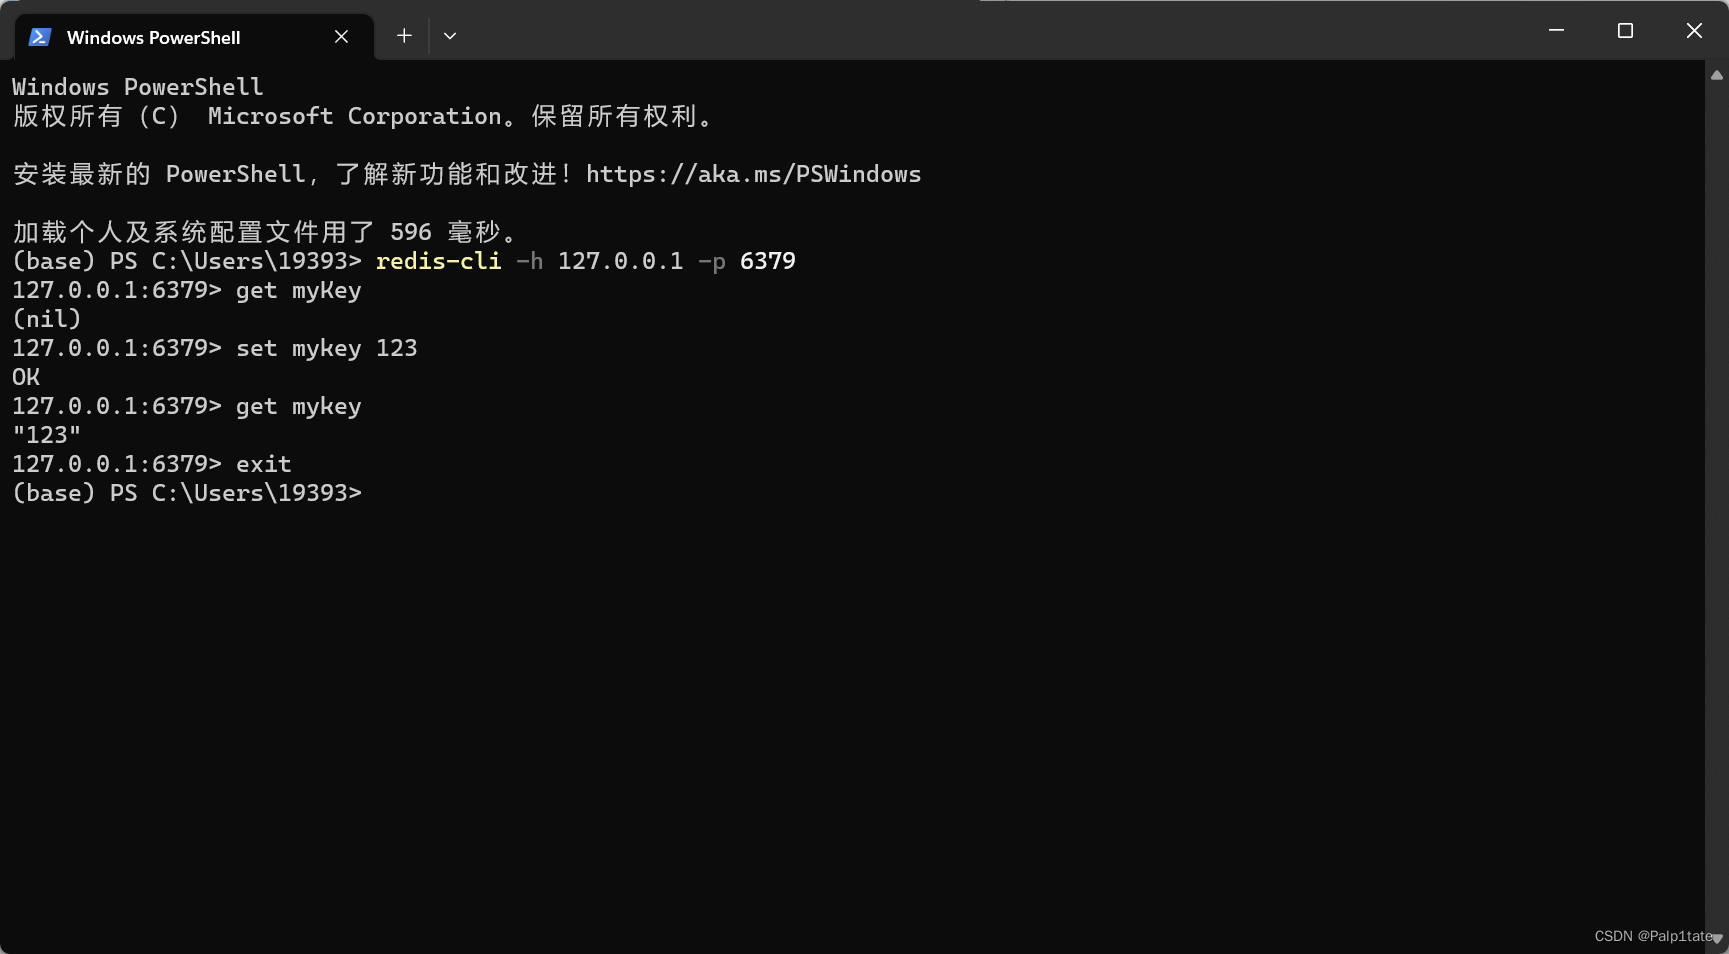 Windows PowerShell
Windows PowerShell
版权所有（C） Microsoft Corporation。保留所有权利。
安装最新的 PowerShell，了解新功能和改进！https://aka.ms/PSWindows
加载个人及系统配置文件用了 596 毫秒。
(base) PS C:\Users\19393> redis-cli -h 127.0.0.1 -p 6379
127.0.0.1:6379> get myKey
(nil)
127.0.0.1:6379> set mykey 123
OK
127.0.0.1:6379> get mykey
"123"
127.0.0.1:6379> exit
(base) PS C:\Users\19393>
CSDN @Palp1tate